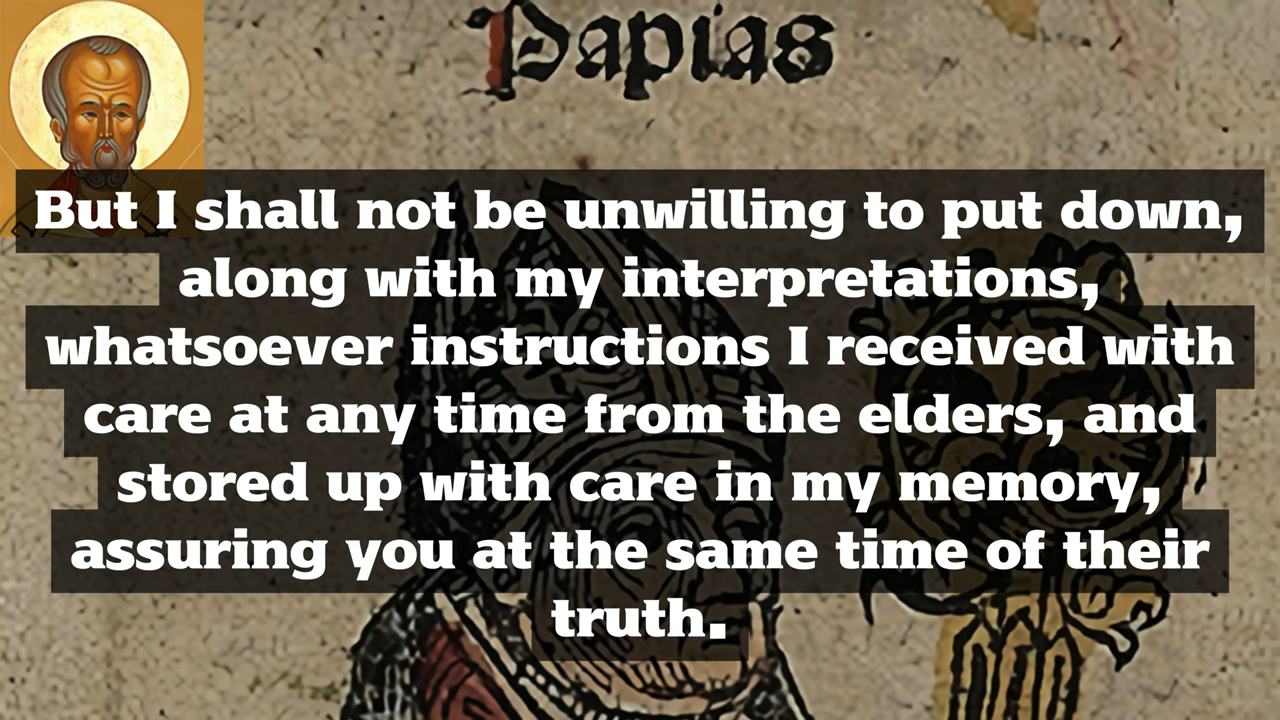 Papias
But I shall not be unwilling to put down,
along with my interpretations,
whatsoever instructions I received with
care at any time from the elders, and
stored up with care in my memory,
assuring you at the same time of their
truth.